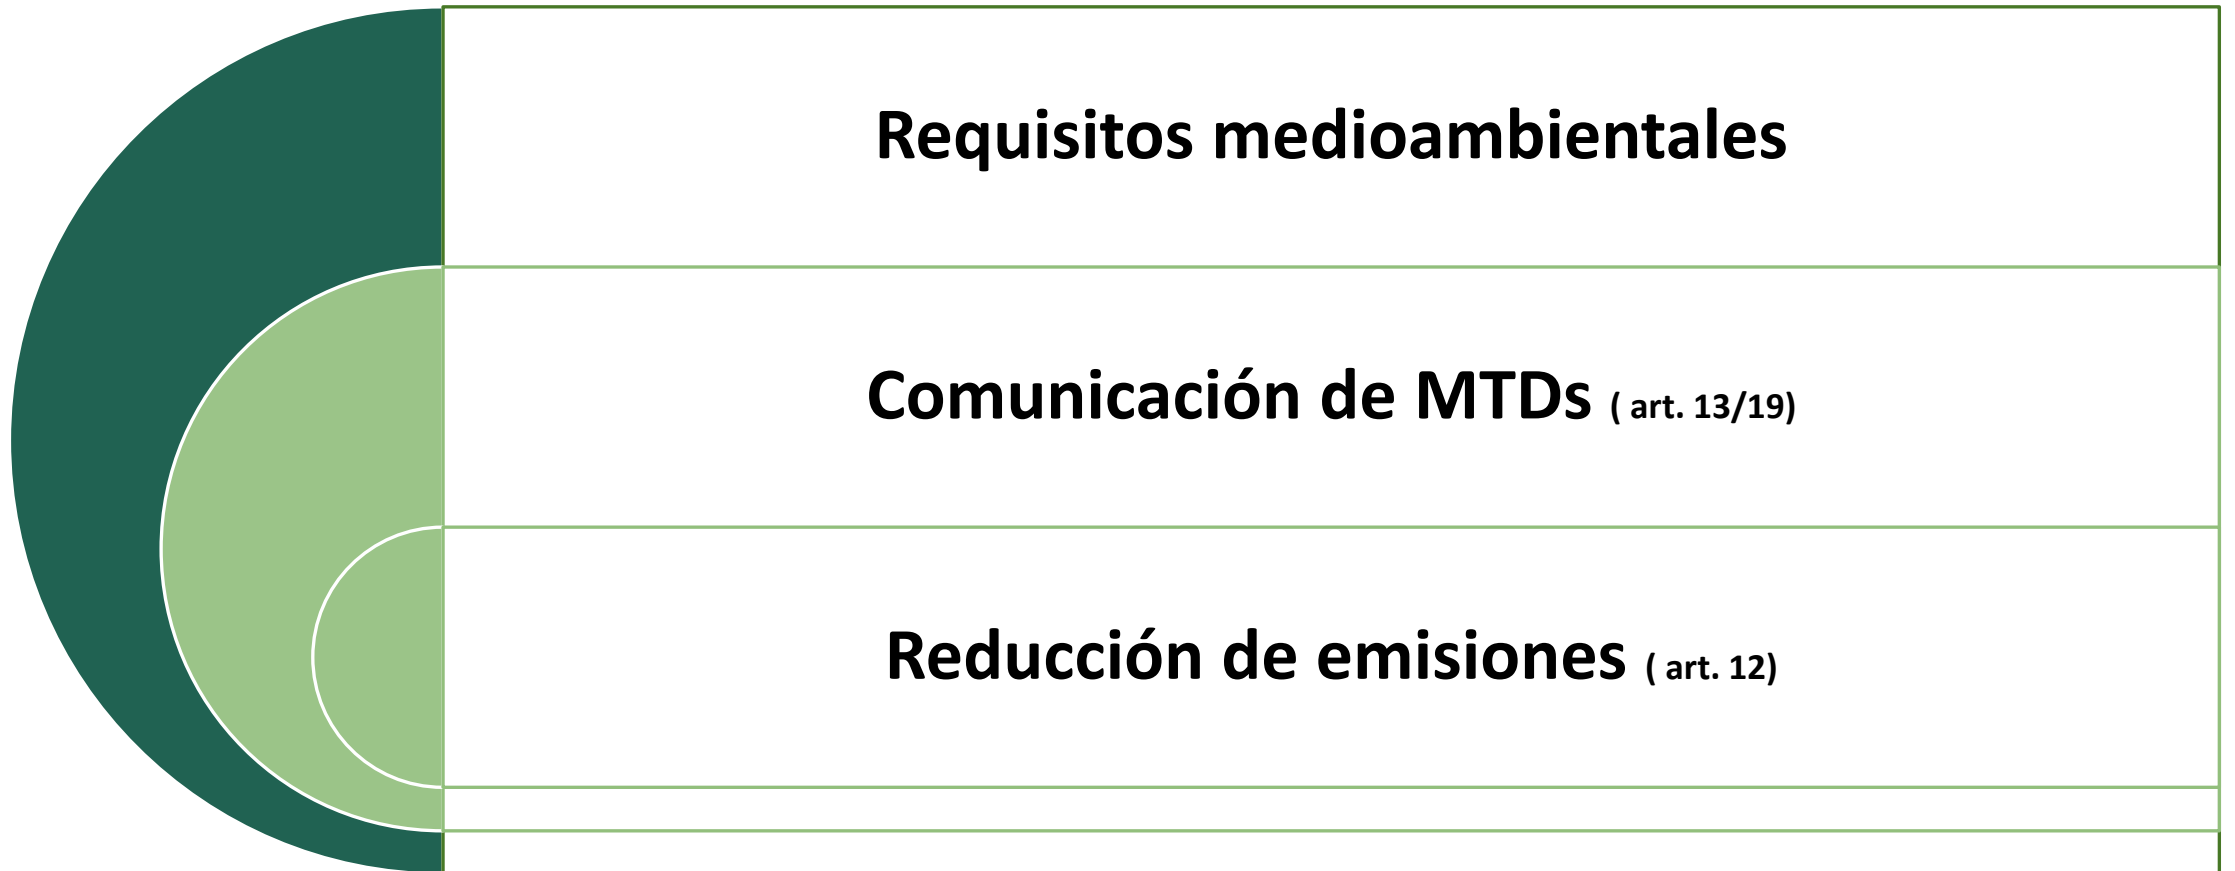 Requisitos medioambientales
Comunicación de MTDs ( art. 13/19)
Reducción de emisiones ( art. 12)